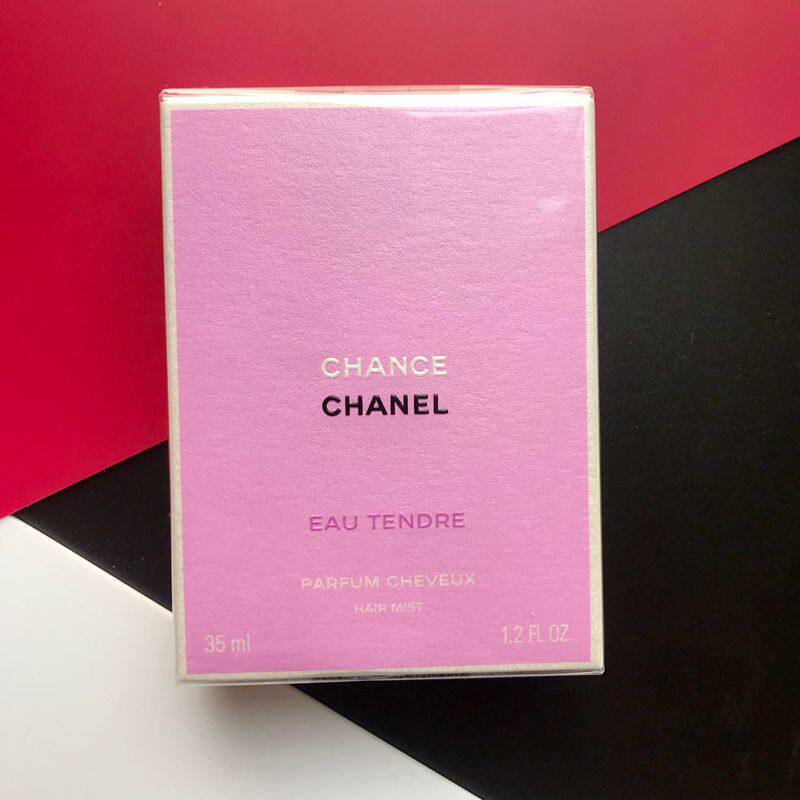 CHANCE
CHANEL
EAU TENDRE
PARFUM CHEVEUX
HAIR MIST
35 ml 1.2 FL.OZ.